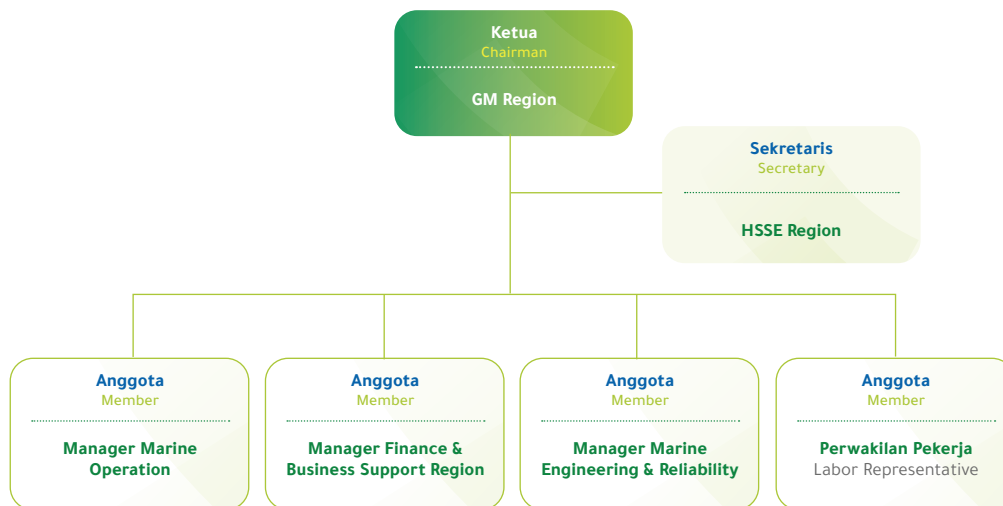 Ketua
Chairman
GM Region
Sekretaris
Secretary
HSSE Region
Anggota
Member
Manager Marine
Operation
Anggota
Member
Manager Finance &
Business Support Region
Anggota
Member
Manager Marine
Engineering & Reliability
Anggota
Member
Perwakilan Pekerja
Labor Representative